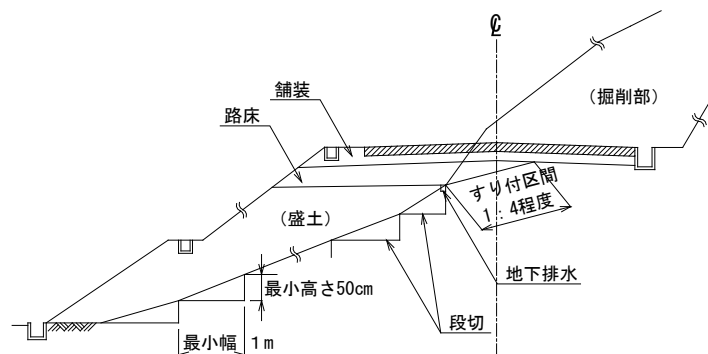 ℄
(掘削部)
舗装
路床
すり付区間
1:4程度
(盛土)
地下排水
最小高さ50cm
段切
最小幅 1m